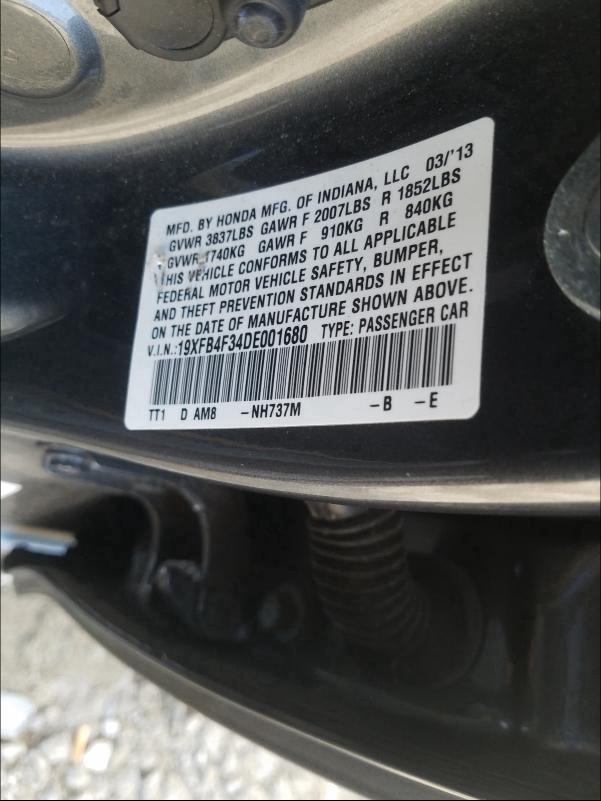 MFD. BY HONDA MFG. OF INDIANA, LLC 03/'13
GVWR 3837LBS GAWR F 2007LBS R 1852LBS
GVWR 1740KG GAWR F 910KG R 840KG
THIS VEHICLE CONFORMS TO ALL APPLICABLE
FEDERAL MOTOR VEHICLE SAFETY, BUMPER,
AND THEFT PREVENTION STANDARDS IN EFFECT
ON THE DATE OF MANUFACTURE SHOWN ABOVE.
V.I.N.:19XFB4F34DE001680 TYPE: PASSENGER CAR
TT1 D AM8 -NH737M -B -E